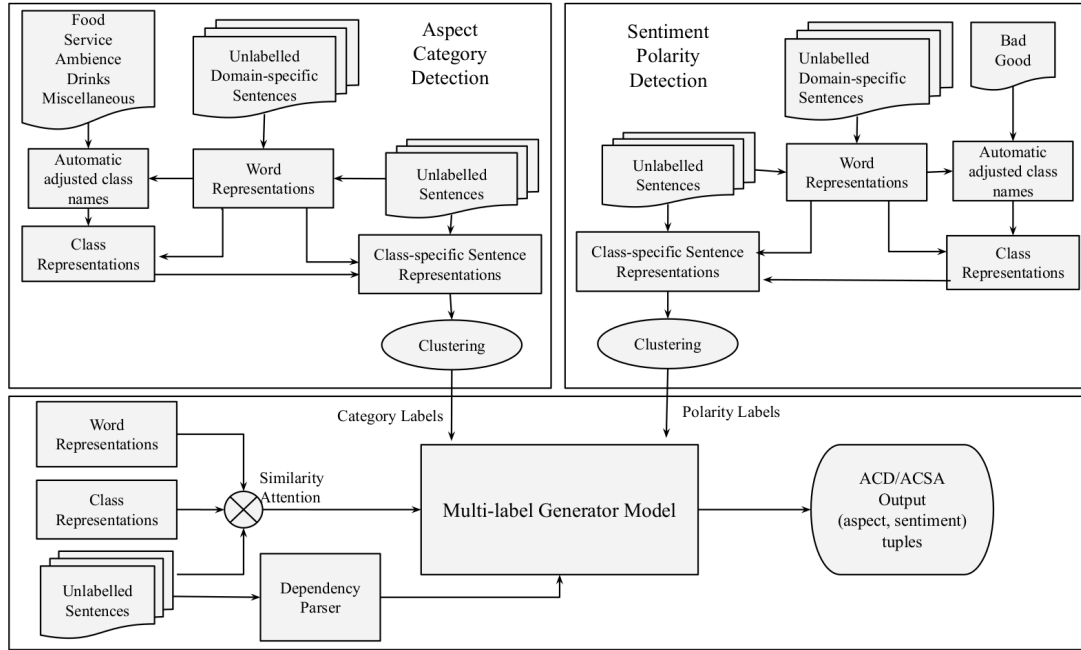 Food
Service
Ambience
Drinks
Miscellaneous
Unlabelled
Domain-specific
Sentences
Aspect
Category
Detection
Automatic
adjusted class
names
Word
Representations
Unlabelled
Sentences
Class
Representations
Class-specific Sentence
Representations
Clustering
Sentiment
Polarity
Detection
Unlabelled
Domain-specific
Sentences
Bad
Good
Unlabelled
Sentences
Word
Representations
Automatic
adjusted class
names
Class-specific Sentence
Representations
Class
Representations
Clustering
Category Labels
Polarity Labels
Word
Representations
Class
Representations
Similarity
Attention
Unlabelled
Sentences
Dependency
Parser
Multi-label Generator Model
ACD/ACSA
Output
(aspect, sentiment)
tuples